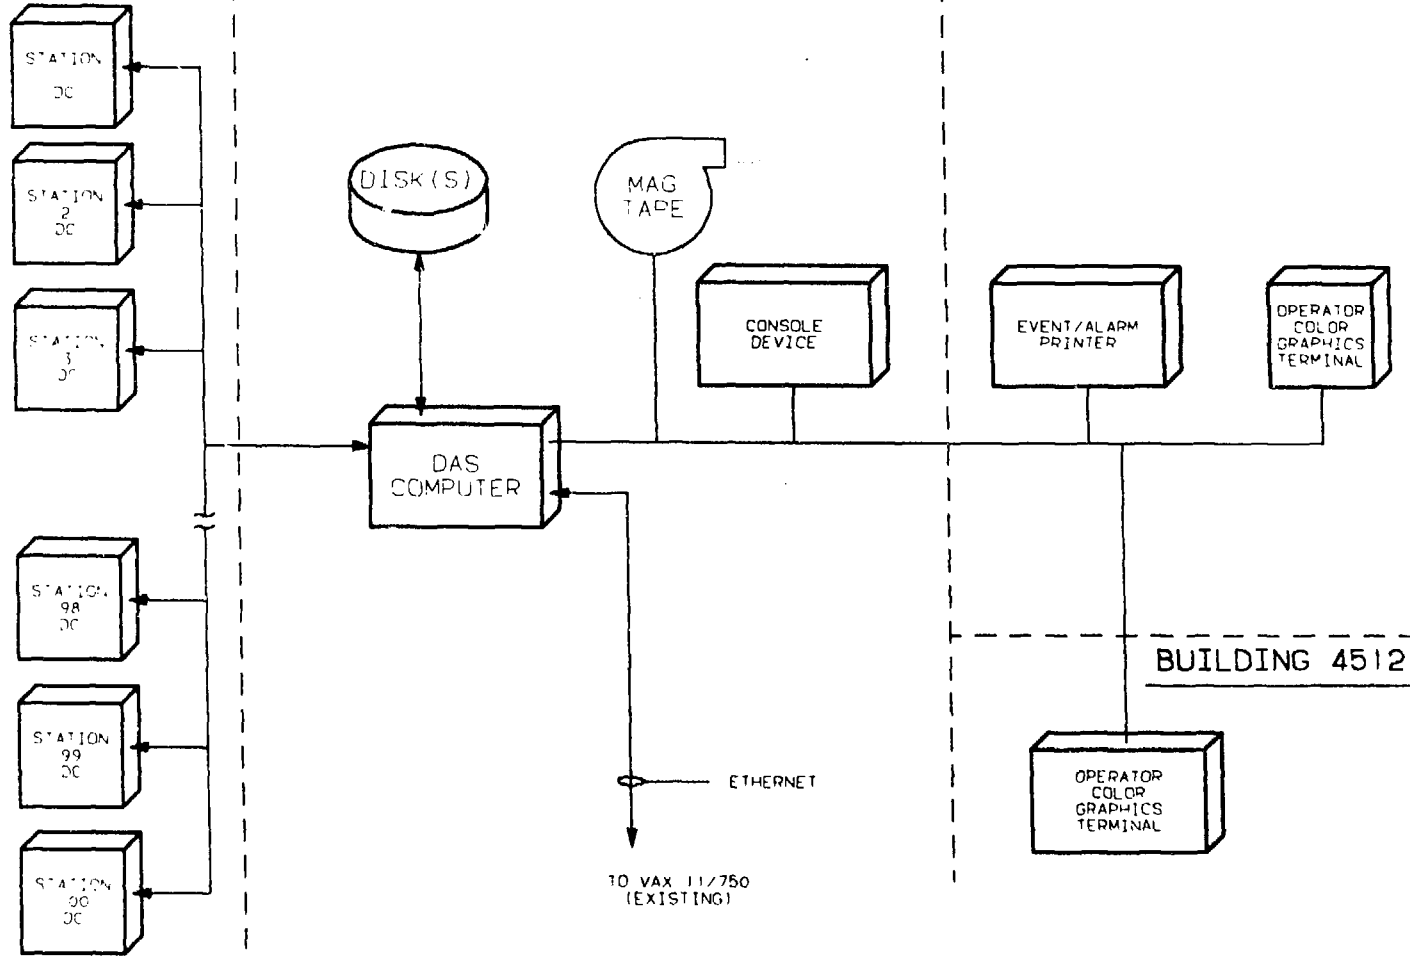 STATION
DC
STATION
2
DC
STATION
3
DC
STATION
98
DC
STATION
99
DC
STATION
DC
DISK(S)
MAG
TAPE
CONSOLE
DEVICE
DAS
COMPUTER
ETHERNET
TO VAX 11/750
(EXISTING)
EVENT/ALARM
PRINTER
OPERATOR
COLOR
GRAPHICS
TERMINAL
BUILDING 4512
OPERATOR
COLOR
GRAPHICS
TERMINAL